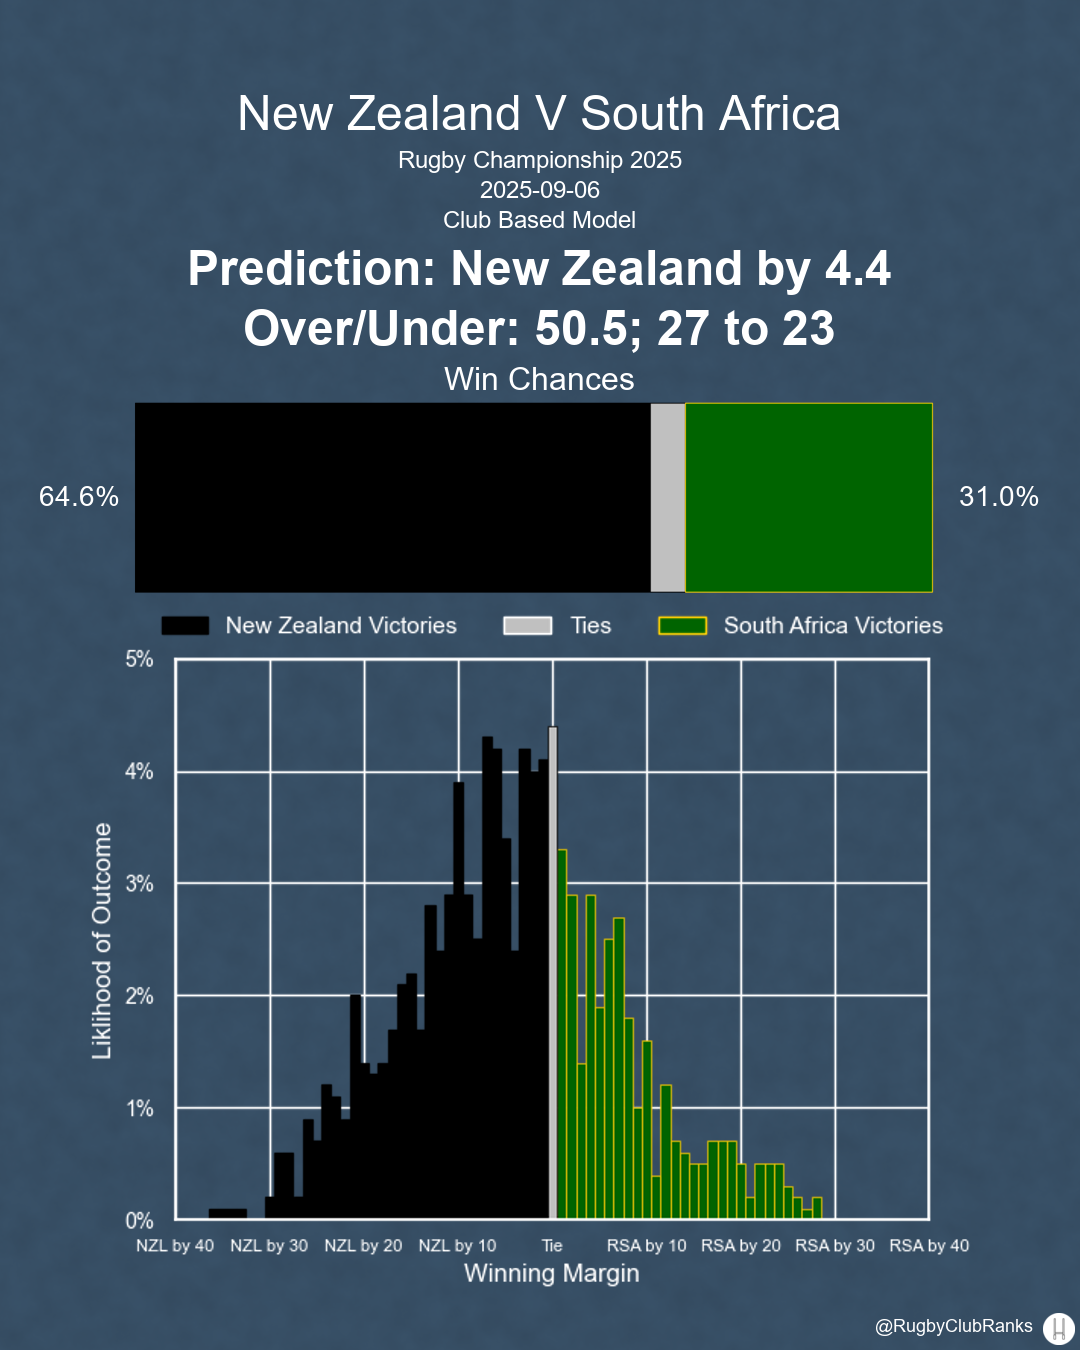 New Zealand V South Africa
Rugby Championship 2025
2025-09-06
Club Based Model
Prediction: New Zealand by 4.4
Over/Under: 50.5; 27 to 23
Win Chances
64.6%
31.0%
New Zealand Victories
Ties
South Africa Victories
5%
4%
3%
2%
1%
0%
Liklihood of Outcome
NZL by 40
NZL by 30
NZL by 20
NZL by 10
Tie
RSA by 10
RSA by 20
RSA by 30
RSA by 40
Winning Margin
@RugbyClubRanks